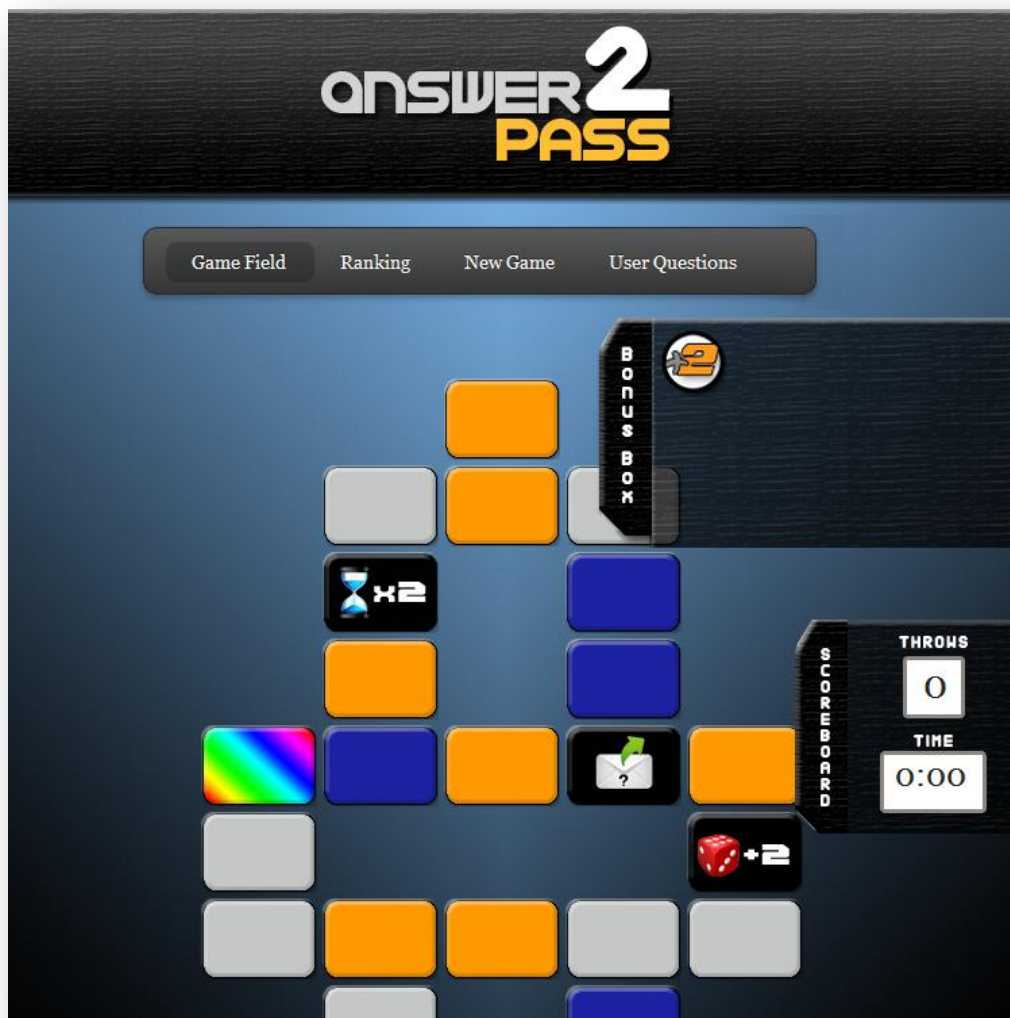 answer2
PASS
Game Field Ranking New Game User Questions
BONUS BOX
+2
x2
SCOREBOARD
THROWS
0
TIME
0:00
?
+2